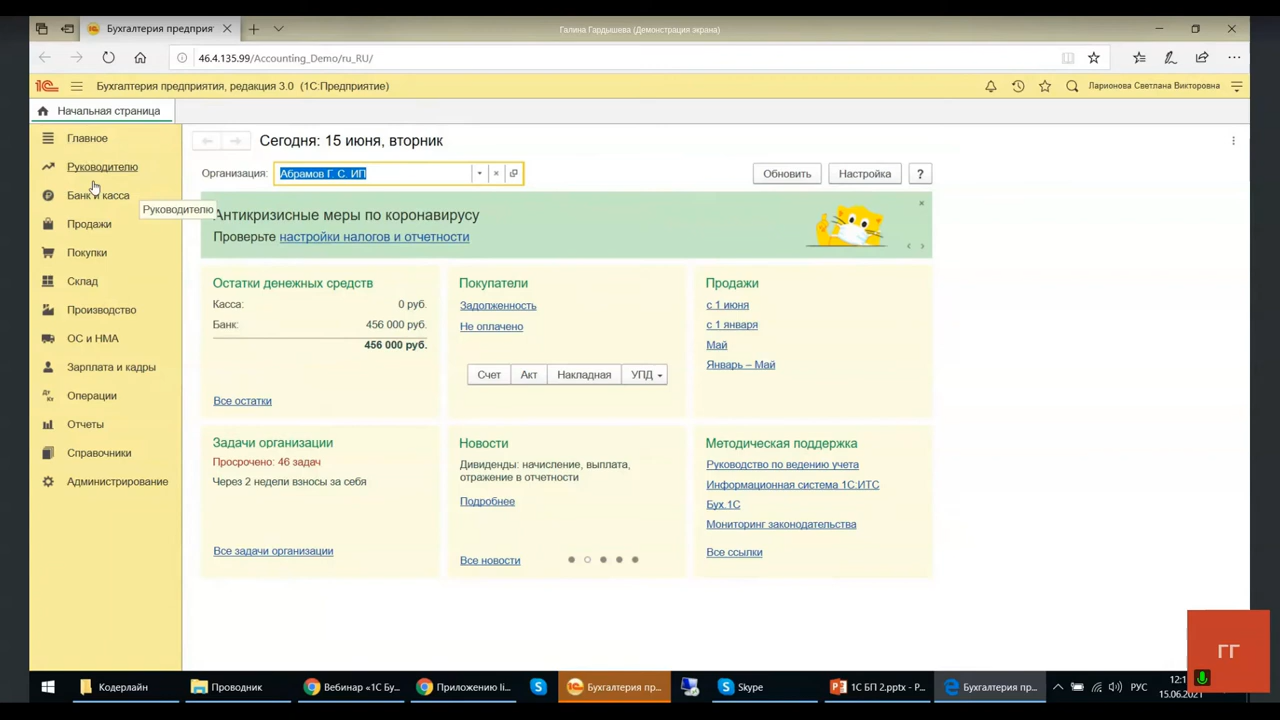 Бухгалтерия предприя
Галина Гардышева (Демонстрация экрана)
46.4.135.99/Accounting_Demo/ru_RU/
1С Бухгалтерия предприятия, редакция 3.0 (1С:Предприятие)
Ларионова Светлана Викторовна
Начальная страница
Главное
Руководителю
Банк и касса
Руководителю
Продажи
Покупки
Склад
Производство
ОС и НМА
Зарплата и кадры
Операции
Отчеты
Справочники
Администрирование
Сегодня: 15 июня, вторник
Организация: Абрамов Г. С. ИП
Обновить
Настройка
?
Антикризисные меры по коронавирусу
Проверьте настройки налогов и отчетности
Остатки денежных средств
Касса: 0 руб.
Банк: 456 000 руб.
456 000 руб.
Все остатки
Покупатели
Задолженность
Не оплачено
Счет Акт Накладная УПД
Продажи
с 1 июня
с 1 января
Май
Январь – Май
Задачи организации
Просрочено: 46 задач
Через 2 недели взносы за себя
Все задачи организации
Новости
Дивиденды: начисление, выплата,
отражение в отчетности
Подробнее
Все новости
Методическая поддержка
Руководство по ведению учета
Информационная система 1С:ИТС
Бух.1С
Мониторинг законодательства
Все ссылки
ГГ
Кодерлайн
Проводник
Вебинар «1С Бу...
Приложению li...
Бухгалтерия пр...
Skype
1С БП 2.pptx - P...
Бухгалтерия пр...
РУС
15.06.2021